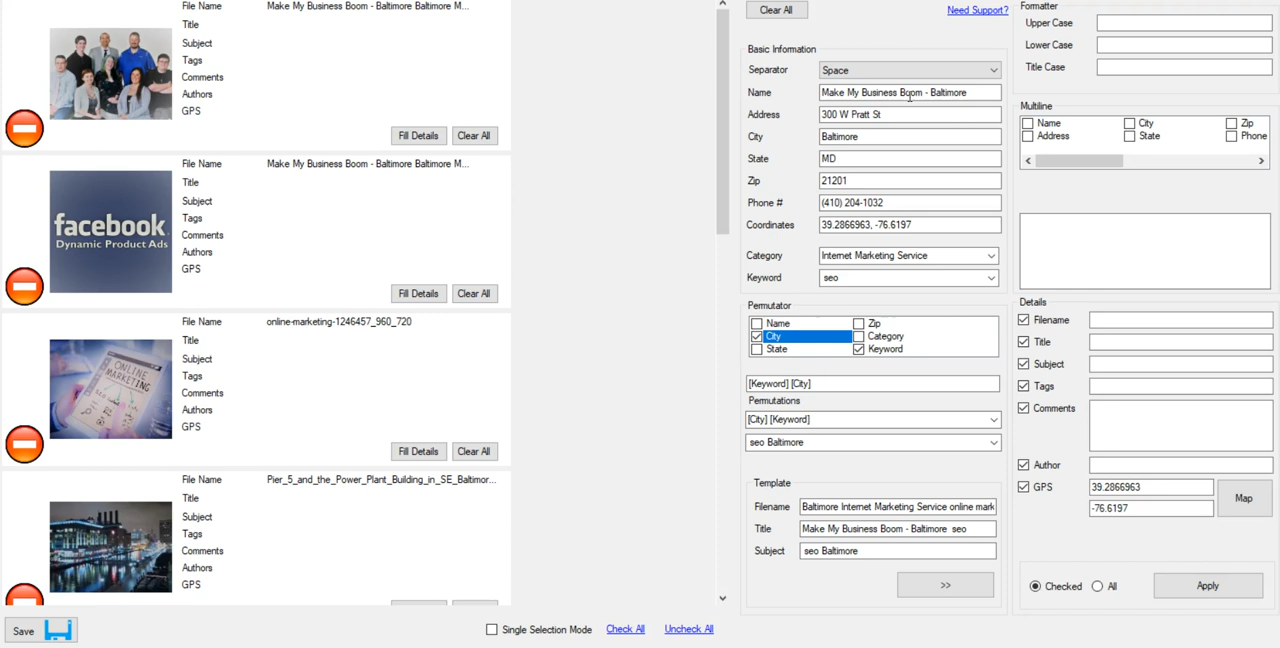 File Name Make My Business Boom - Baltimore Baltimore M...
Title
Subject
Tags
Comments
Authors
GPS
Fill Details Clear All
File Name Make My Business Boom - Baltimore Baltimore M...
Title
Subject
Tags
Comments
Authors
GPS
facebook
Dynamic Product Ads
Fill Details Clear All
File Name online-marketing-1246457_960_720
Title
Subject
Tags
Comments
Authors
GPS
ONLINE
MARKETING
Fill Details Clear All
File Name Pier_5_and_the_Power_Plant_Building_in_SE_Baltimor...
Title
Subject
Tags
Comments
Authors
GPS
Save
Single Selection Mode Check All Uncheck All
Clear All Need Support?
Basic Information
Separator Space
Name Make My Business Boom - Baltimore
Address 300 W Pratt St
City Baltimore
State MD
Zip 21201
Phone # (410) 204-1032
Coordinates 39.2866963, -76.6197
Category Internet Marketing Service
Keyword seo
Permutator
Name Zip
City Category
State Keyword
[Keyword] [City]
Permutations
[City] [Keyword]
seo Baltimore
Template
Filename Baltimore Internet Marketing Service online mark
Title Make My Business Boom - Baltimore seo
Subject seo Baltimore
>>
Formatter
Upper Case
Lower Case
Title Case
Multiline
Name City Zip
Address State Phone
Details
Filename
Title
Subject
Tags
Comments
Author
GPS 39.2866963
-76.6197
Map
Checked All Apply